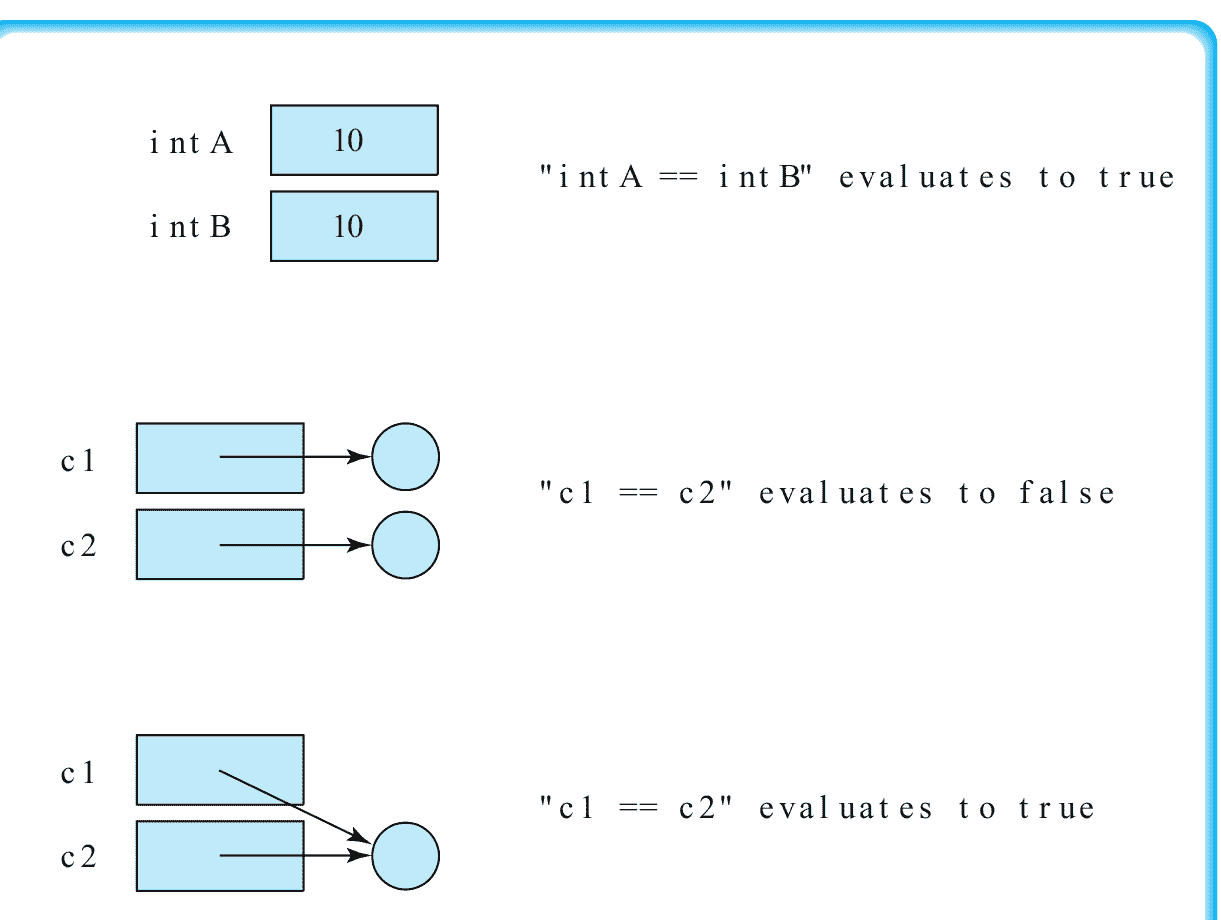 intA
10
"intA == intB" evaluates to true
intB
10
c1
"c1 == c2" evaluates to false
c2
c1
"c1 == c2" evaluates to true
c2